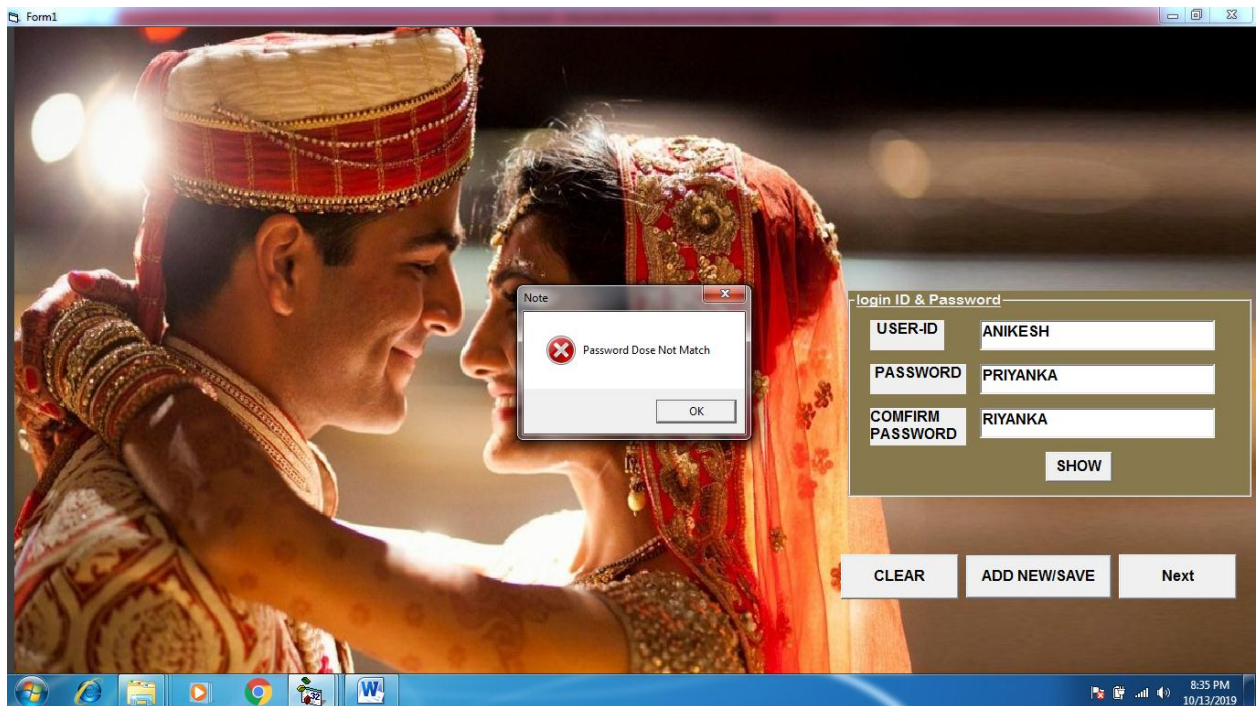 Form1
Note
Password Dose Not Match
OK
login ID & Password
USER-ID
ANIKESH
PASSWORD
PRIYANKA
COMFIRM
PASSWORD
RIYANKA
SHOW
CLEAR
ADD NEW/SAVE
Next
32
W
8:35 PM
10/13/2019